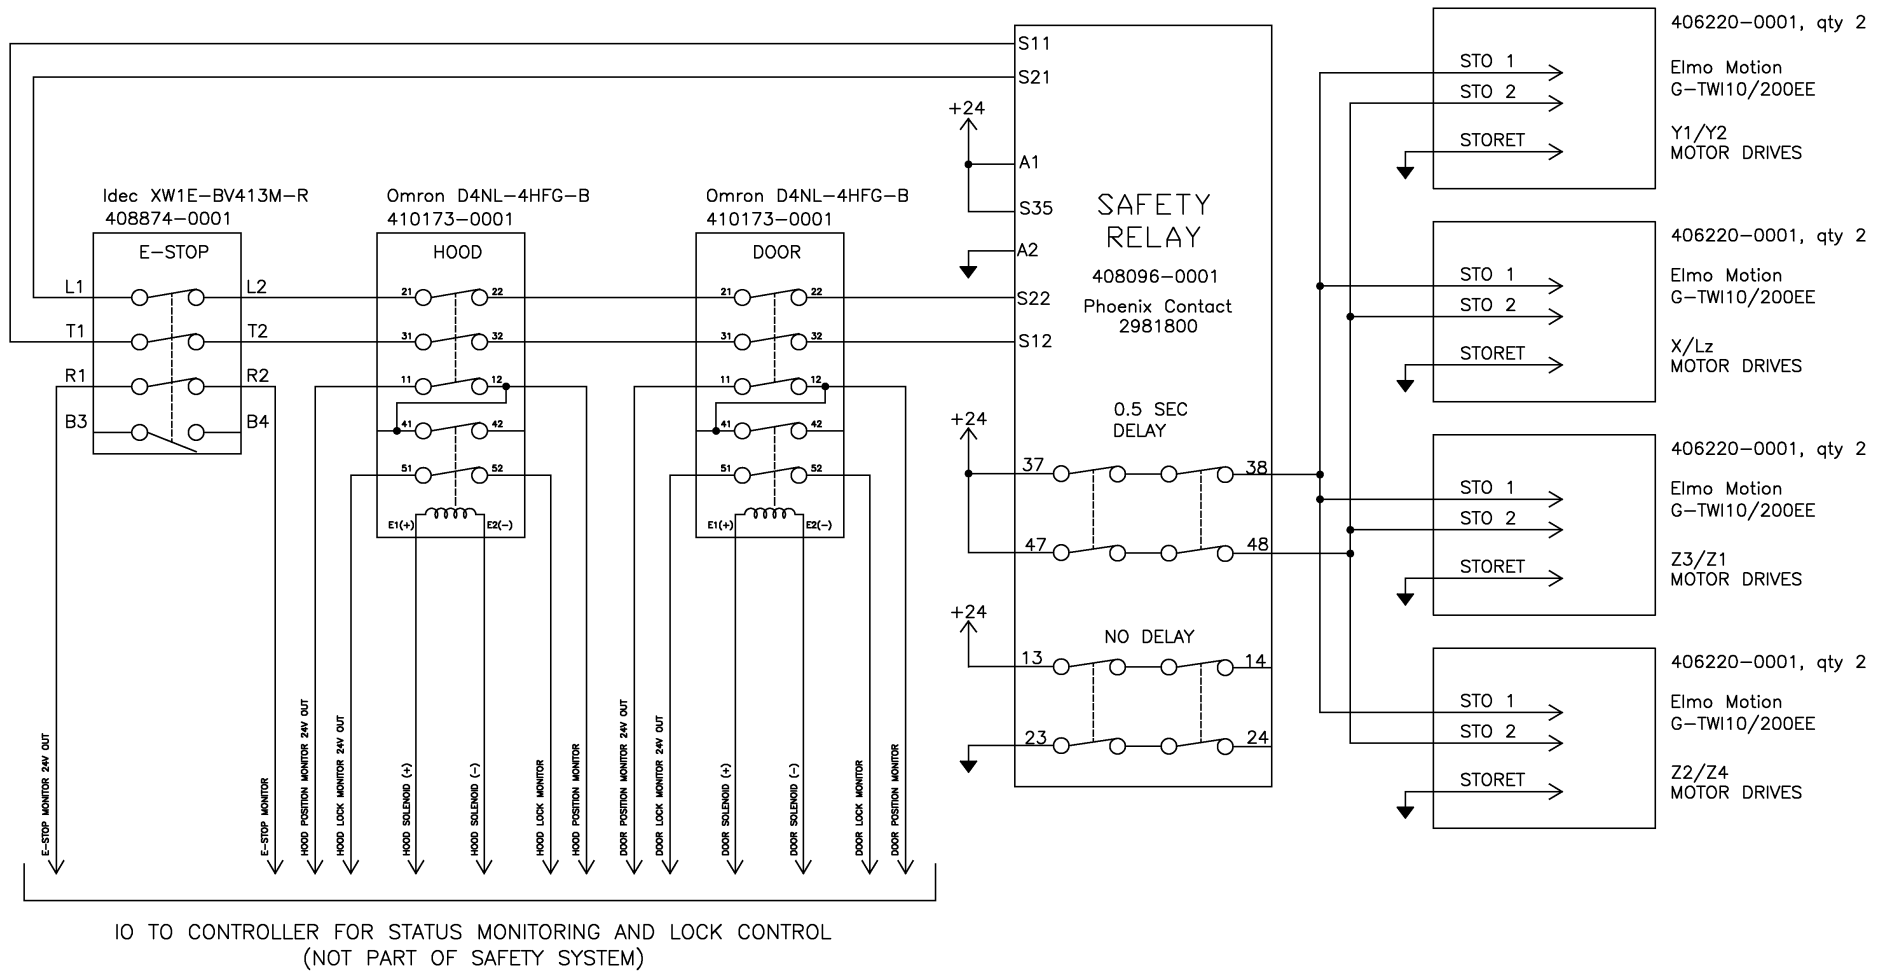 S11
S21
+24
A1
S35
A2
S22
S12
SAFETY
RELAY
408096-0001
Phoenix Contact
2981800
Idec XW1E-BV413M-R
408874-0001
E-STOP
L1
L2
T1
T2
R1
R2
B3
B4
Omron D4NL-4HFG-B
410173-0001
HOOD
21
22
31
32
11
12
41
42
51
52
E1(+)
E2(-)
Omron D4NL-4HFG-B
410173-0001
DOOR
21
22
31
32
11
12
41
42
51
52
E1(+)
E2(-)
0.5 SEC
DELAY
+24
37
38
47
48
+24
NO DELAY
13
14
23
24
STO 1
STO 2
STORET
406220-0001, qty 2
Elmo Motion
G-TWI10/200EE
Y1/Y2
MOTOR DRIVES
STO 1
STO 2
STORET
406220-0001, qty 2
Elmo Motion
G-TWI10/200EE
X/Lz
MOTOR DRIVES
STO 1
STO 2
STORET
406220-0001, qty 2
Elmo Motion
G-TWI10/200EE
Z3/Z1
MOTOR DRIVES
STO 1
STO 2
STORET
406220-0001, qty 2
Elmo Motion
G-TWI10/200EE
Z2/Z4
MOTOR DRIVES
E-STOP MONITOR 24V OUT
E-STOP MONITOR
HOOD POSITION MONITOR 24V OUT
HOOD LOCK MONITOR 24V OUT
HOOD SOLENOID (+)
HOOD SOLENOID (-)
HOOD LOCK MONITOR
HOOD POSITION MONITOR
DOOR POSITION MONITOR 24V OUT
DOOR LOCK MONITOR 24V OUT
DOOR SOLENOID (+)
DOOR SOLENOID (-)
DOOR LOCK MONITOR
DOOR POSITION MONITOR
IO TO CONTROLLER FOR STATUS MONITORING AND LOCK CONTROL
(NOT PART OF SAFETY SYSTEM)